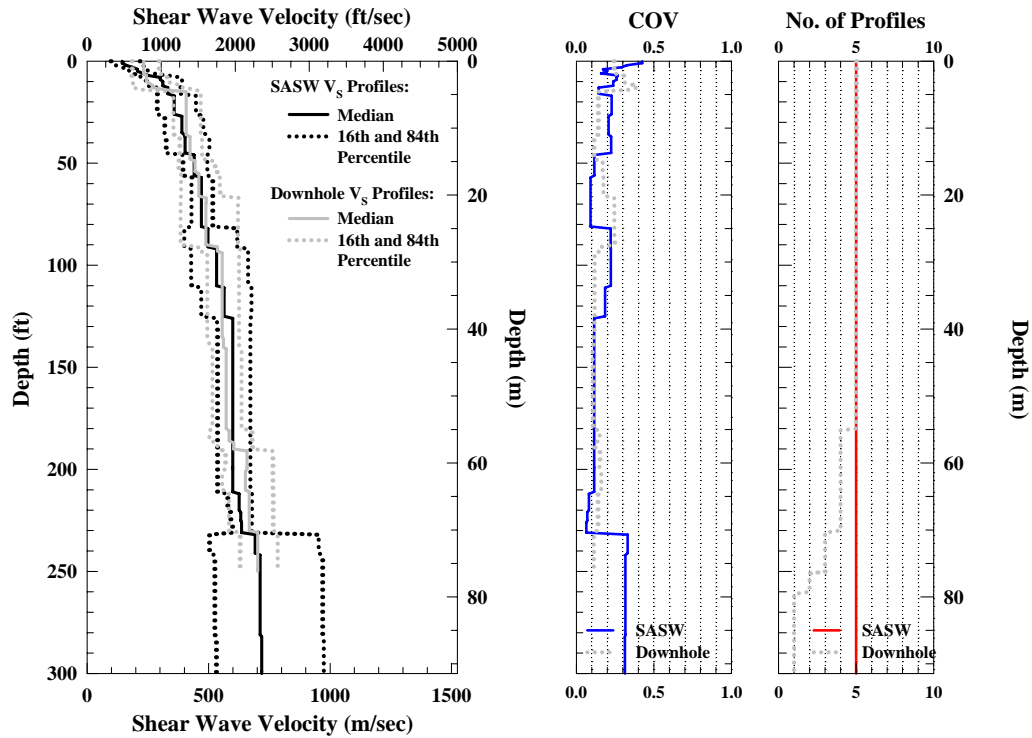 Shear Wave Velocity (ft/sec)
0 1000 2000 3000 4000 5000
COV
0.0 0.5 1.0
No. of Profiles
0 5 10
Depth (ft)
0
50
100
150
200
250
300
SASW V_S Profiles:
Median
16th and 84th
Percentile
Downhole V_S Profiles:
Median
16th and 84th
Percentile
0
20
40
60
80
Depth (m)
SASW
Downhole
SASW
Downhole
0
20
40
60
80
Depth (m)
0 500 1000 1500
Shear Wave Velocity (m/sec)
0.0 0.5 1.0
0 5 10